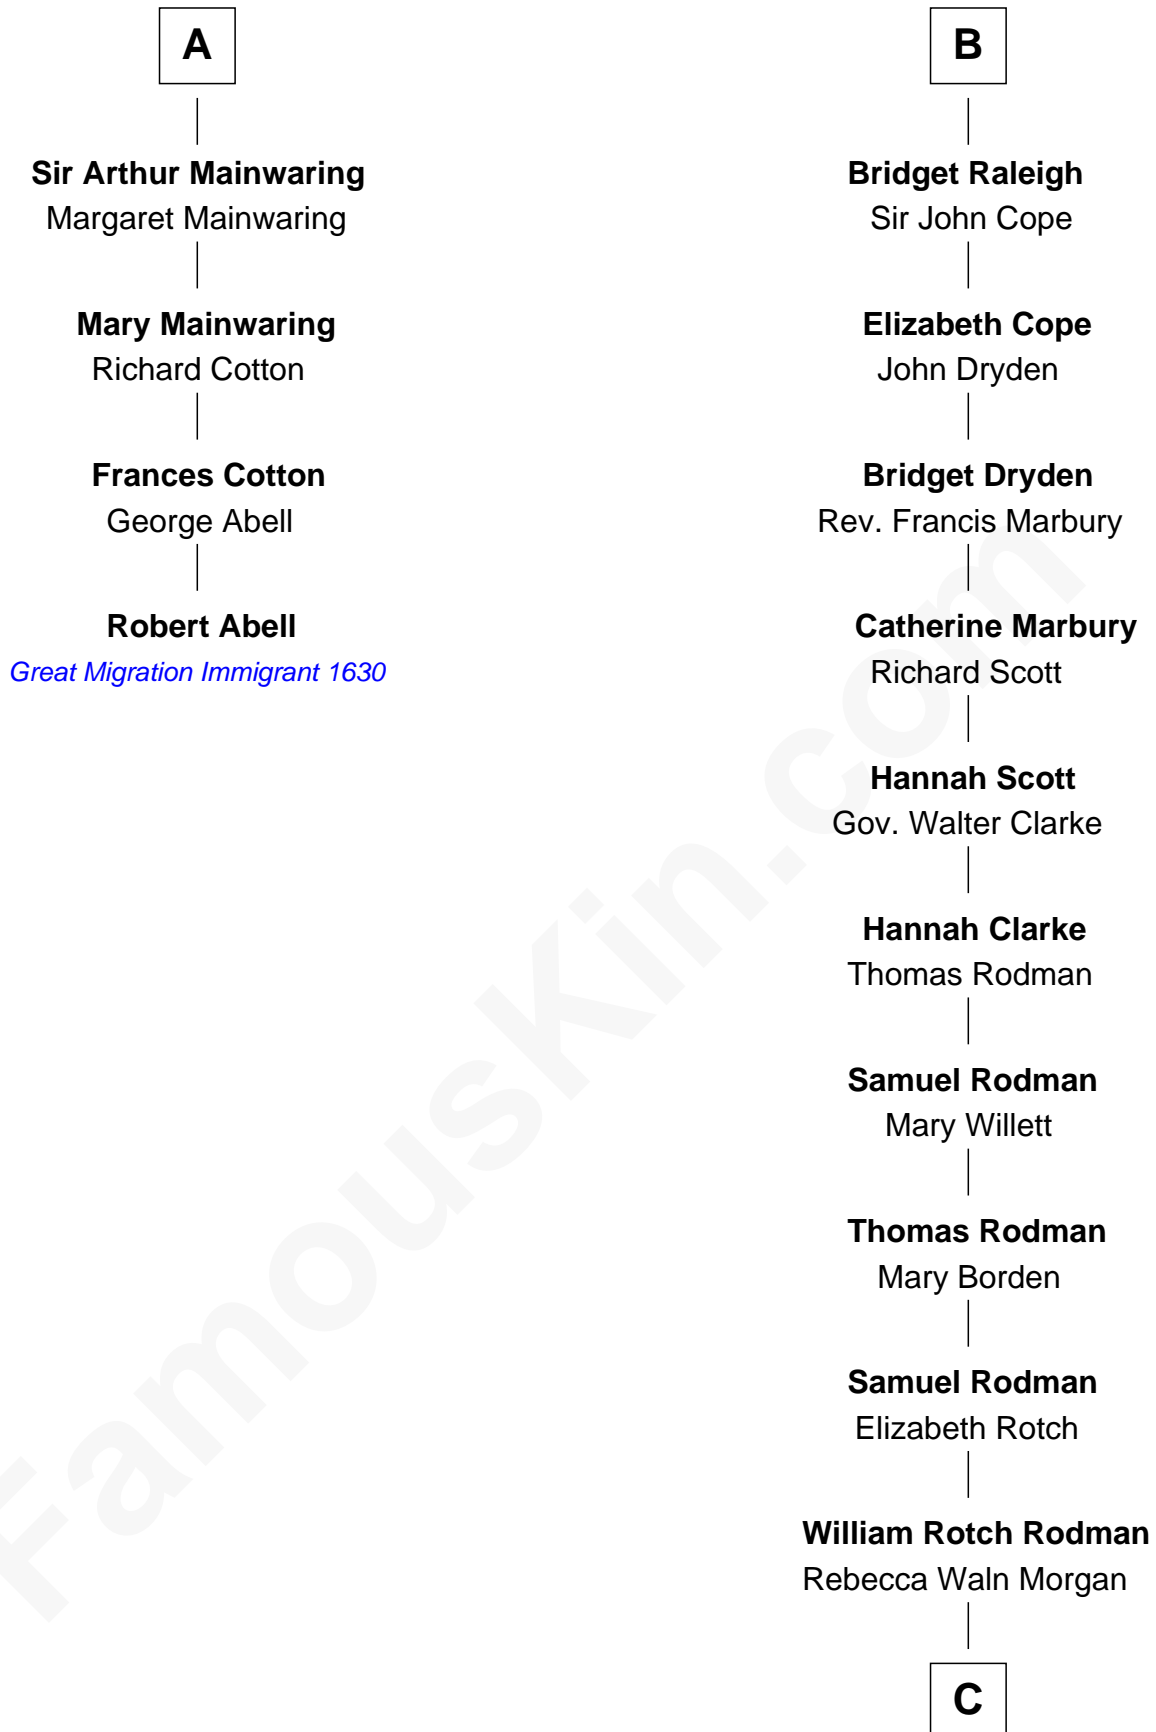 A
Sir Arthur Mainwaring
Margaret Mainwaring
Mary Mainwaring
Richard Cotton
Frances Cotton
George Abell
Robert Abell
Great Migration Immigrant 1630
B
Bridget Raleigh
Sir John Cope
Elizabeth Cope
John Dryden
Bridget Dryden
Rev. Francis Marbury
Catherine Marbury
Richard Scott
Hannah Scott
Gov. Walter Clarke
Hannah Clarke
Thomas Rodman
Samuel Rodman
Mary Willett
Thomas Rodman
Mary Borden
Samuel Rodman
Elizabeth Rotch
William Rotch Rodman
Rebecca Waln Morgan
C
FamousKin.com